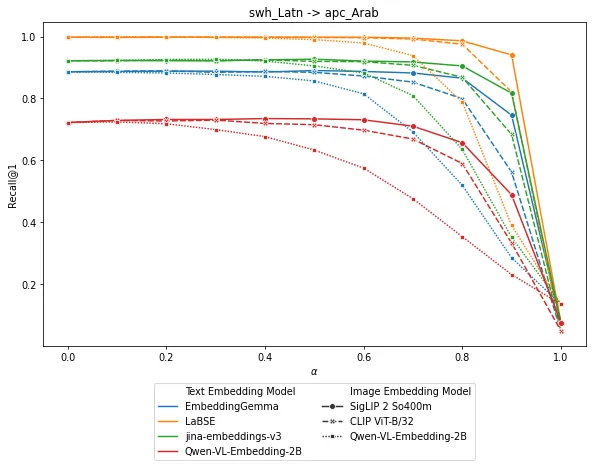 swh_Latn -> apc_Arab
Recall@1
1.0
0.8
0.6
0.4
0.2
0.0 0.2 0.4 0.6 0.8 1.0
α
Text Embedding Model Image Embedding Model
EmbeddingGemma SigLIP 2 So400m
LaBSE CLIP ViT-B/32
jina-embeddings-v3 Qwen-VL-Embedding-2B
Qwen-VL-Embedding-2B